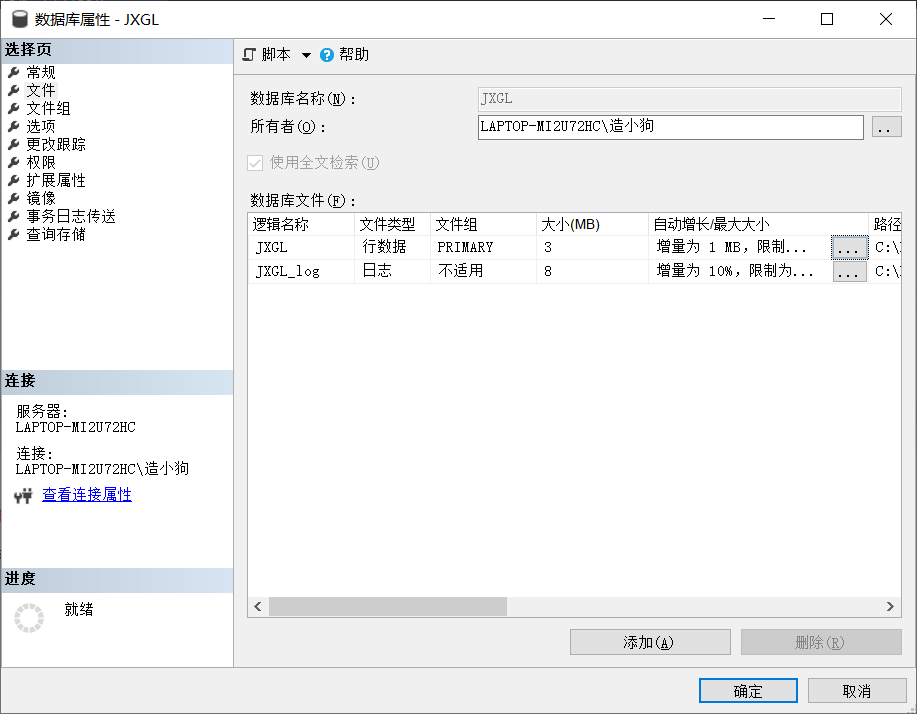 数据库属性 - JXGL
选择页
常规
文件
文件组
选项
更改跟踪
权限
扩展属性
镜像
事务日志传送
查询存储
连接
服务器:
LAPTOP-MI2U72HC
连接:
LAPTOP-MI2U72HC\造小狗
查看连接属性
进度
就绪
脚本 帮助
数据库名称(N): JXGL
所有者(O): LAPTOP-MI2U72HC\造小狗 ..
使用全文检索(U)
数据库文件(F):
逻辑名称 文件类型 文件组 大小(MB) 自动增长/最大大小 路径
JXGL 行数据 PRIMARY 3 增量为 1 MB，限制... ... C:\
JXGL_log 日志 不适用 8 增量为 10%，限制为... ... C:\
添加(A) 删除(R)
确定 取消